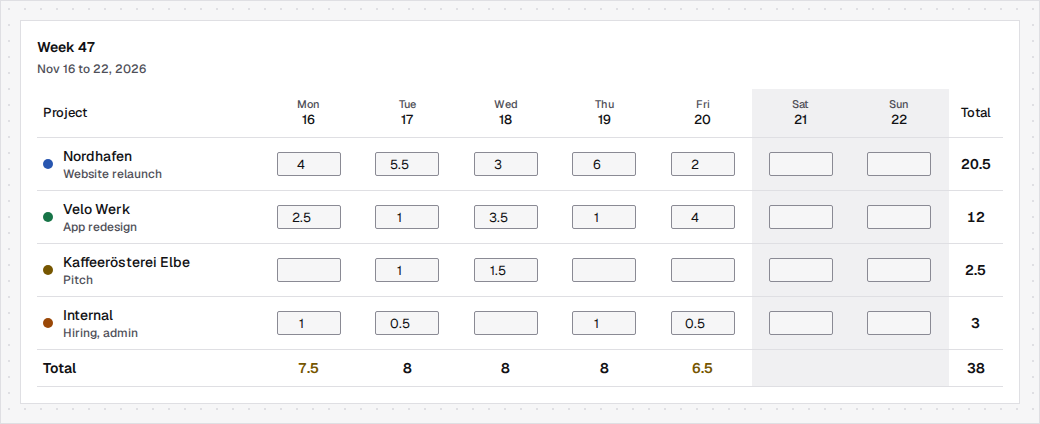 Week 47
Nov 16 to 22, 2026
Project Mon 16 Tue 17 Wed 18 Thu 19 Fri 20 Sat 21 Sun 22 Total
Nordhafen 4 5.5 3 6 2 20.5
Website relaunch
Velo Werk 2.5 1 3.5 1 4 12
App redesign
Kaffeerösterei Elbe 1 1.5 2.5
Pitch
Internal 1 0.5 1 0.5 3
Hiring, admin
Total 7.5 8 8 8 6.5 38